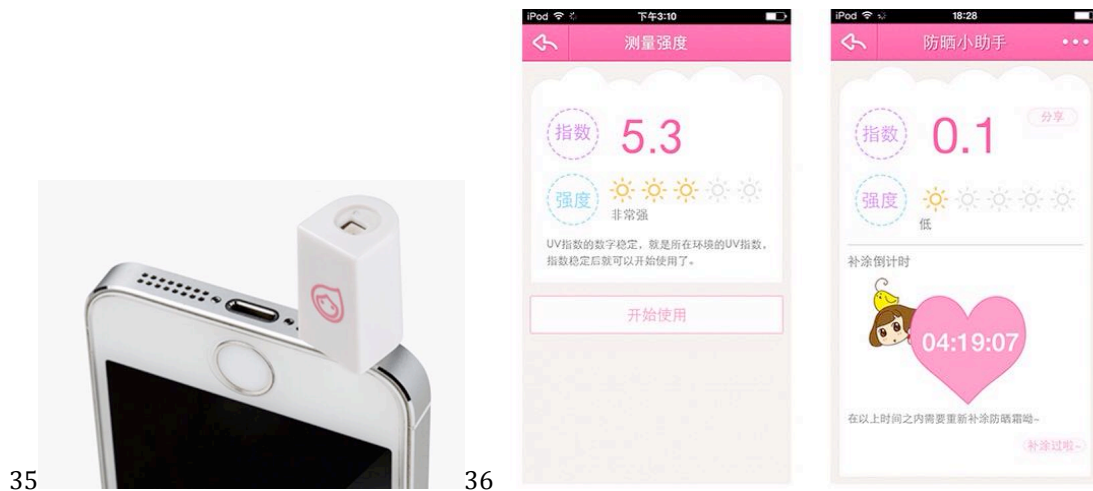 iPod 下午3:10
测量强度
指数 5.3
强度
非常强
UV指数的数字稳定，就是所在环境的UV指数，
指数稳定后就可以开始使用了。
开始使用
iPod 18:28
防晒小助手
分享
指数 0.1
强度
低
补涂倒计时
04:19:07
在以上时间之内需要重新补涂防晒霜呦~
补涂过啦~
35
36